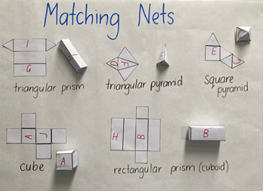 Matching Nets
I
G
triangular prism
triangular pyramid
E
Square
pyramid
A
J
A
cube
H
B
B
rectangular prism (cuboid)